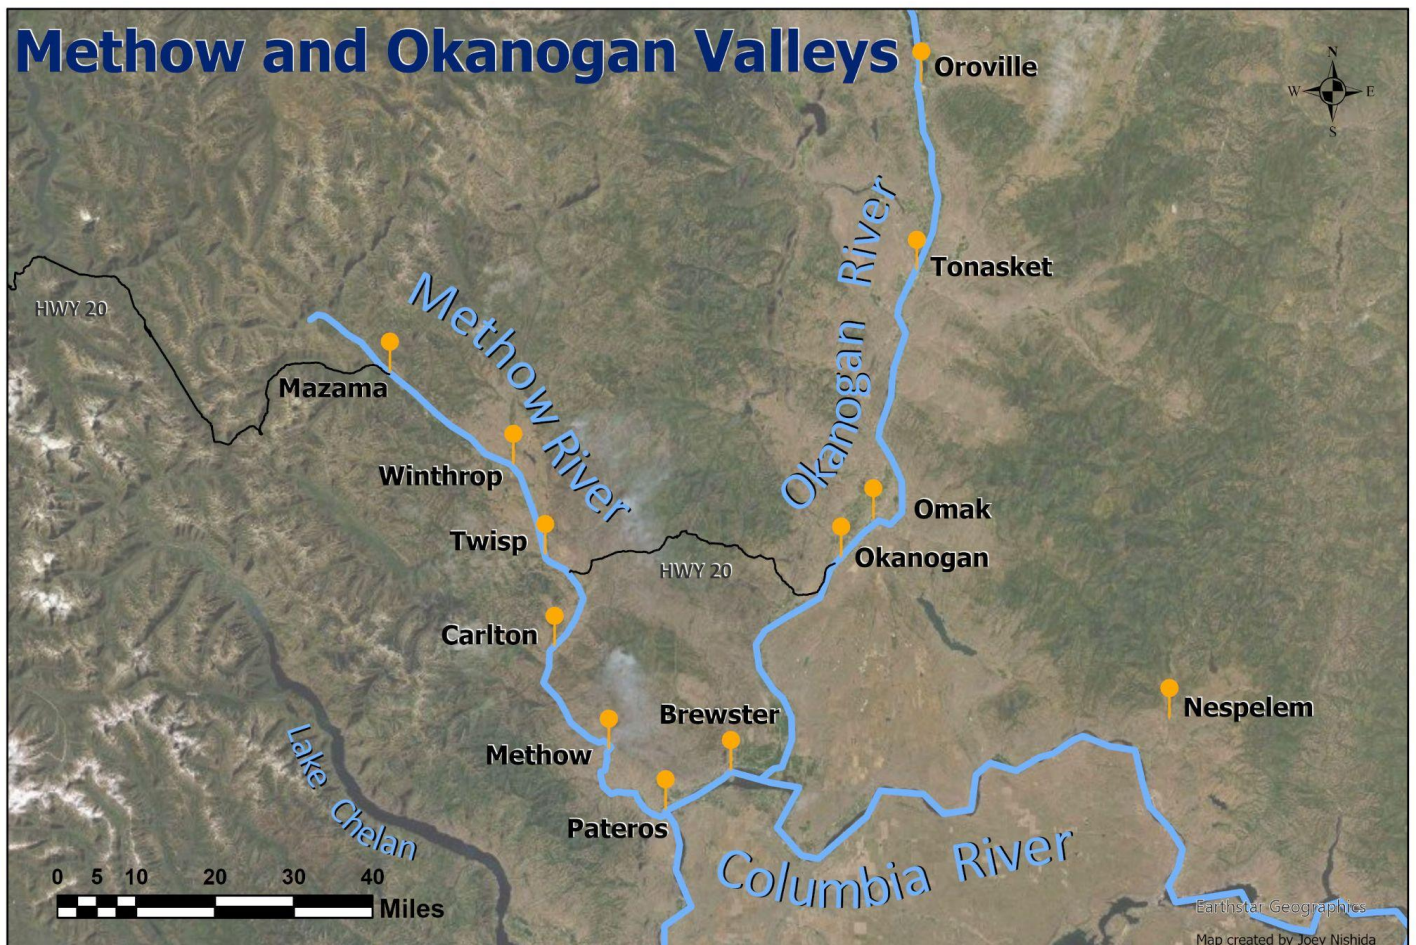 Methow and Okanogan Valleys
Oroville
N
W E
S
Okanogan River
Tonasket
Methow River
HWY 20
Mazama
Winthrop
Omak
Twisp
Okanogan
HWY 20
Carlton
Nespelem
Brewster
Methow
Lake Chelan
Pateros
Columbia River
0 5 10 20 30 40
Miles
Earthstar Geographics
Map created by Joey Nishida